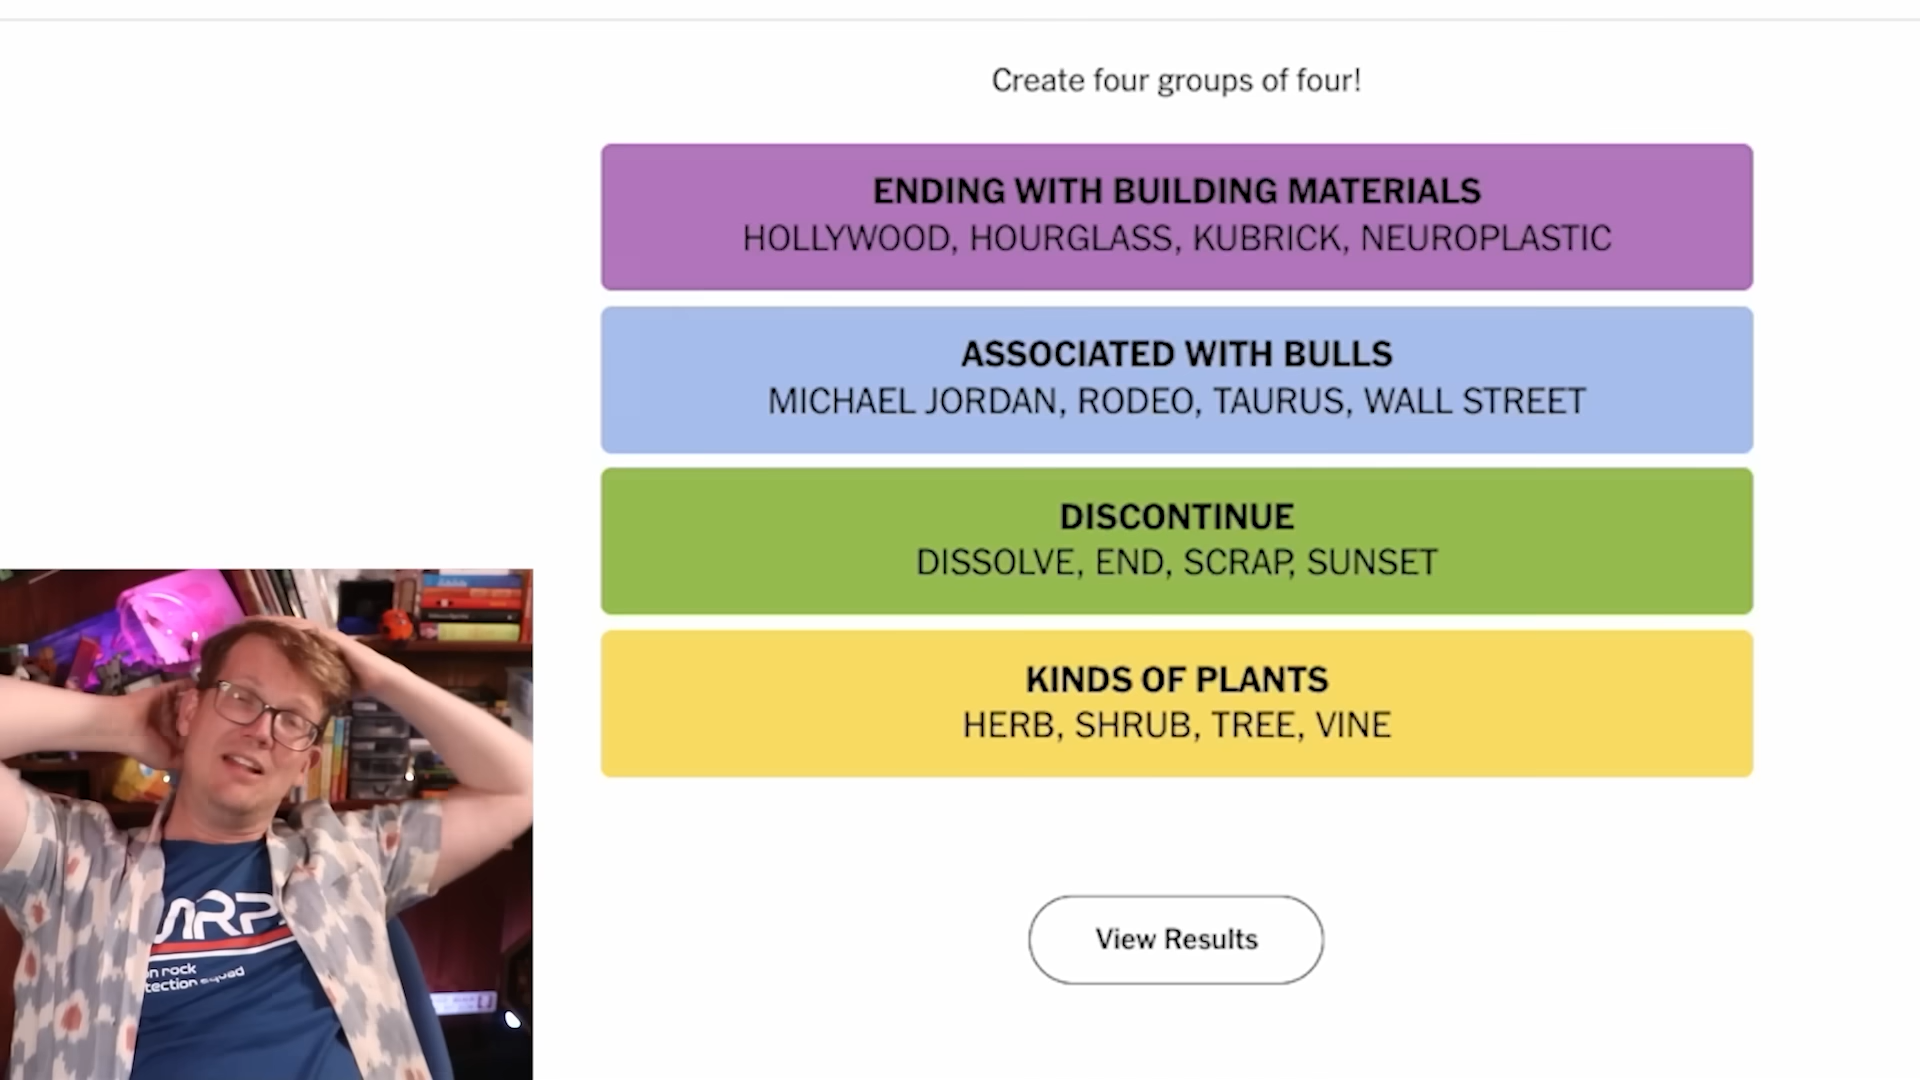 Create four groups of four!
ENDING WITH BUILDING MATERIALS
HOLLYWOOD, HOURGLASS, KUBRICK, NEUROPLASTIC
ASSOCIATED WITH BULLS
MICHAEL JORDAN, RODEO, TAURUS, WALL STREET
DISCONTINUE
DISSOLVE, END, SCRAP, SUNSET
KINDS OF PLANTS
HERB, SHRUB, TREE, VINE
View Results
rock